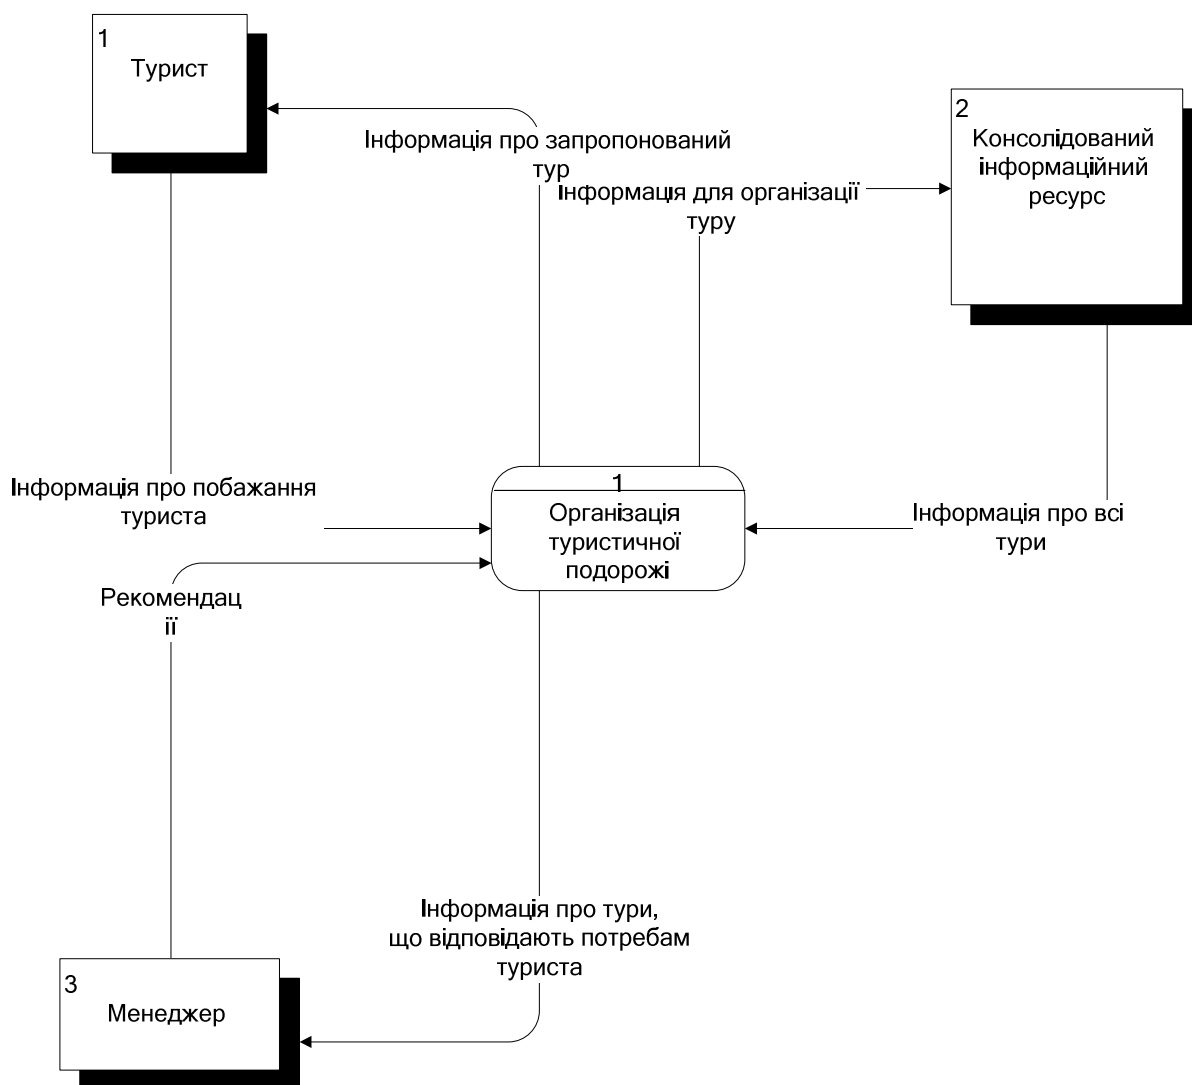 1
Турист
Інформація про запропонований
тур
2
Консолідований
інформаційний
ресурс
Інформація для організації
туру
Інформація про побажання
туриста
1
Організація
туристичної
подорожі
Інформація про всі
тури
Рекомендац
ії
Інформація про тури,
що відповідають потребам
туриста
3
Менеджер